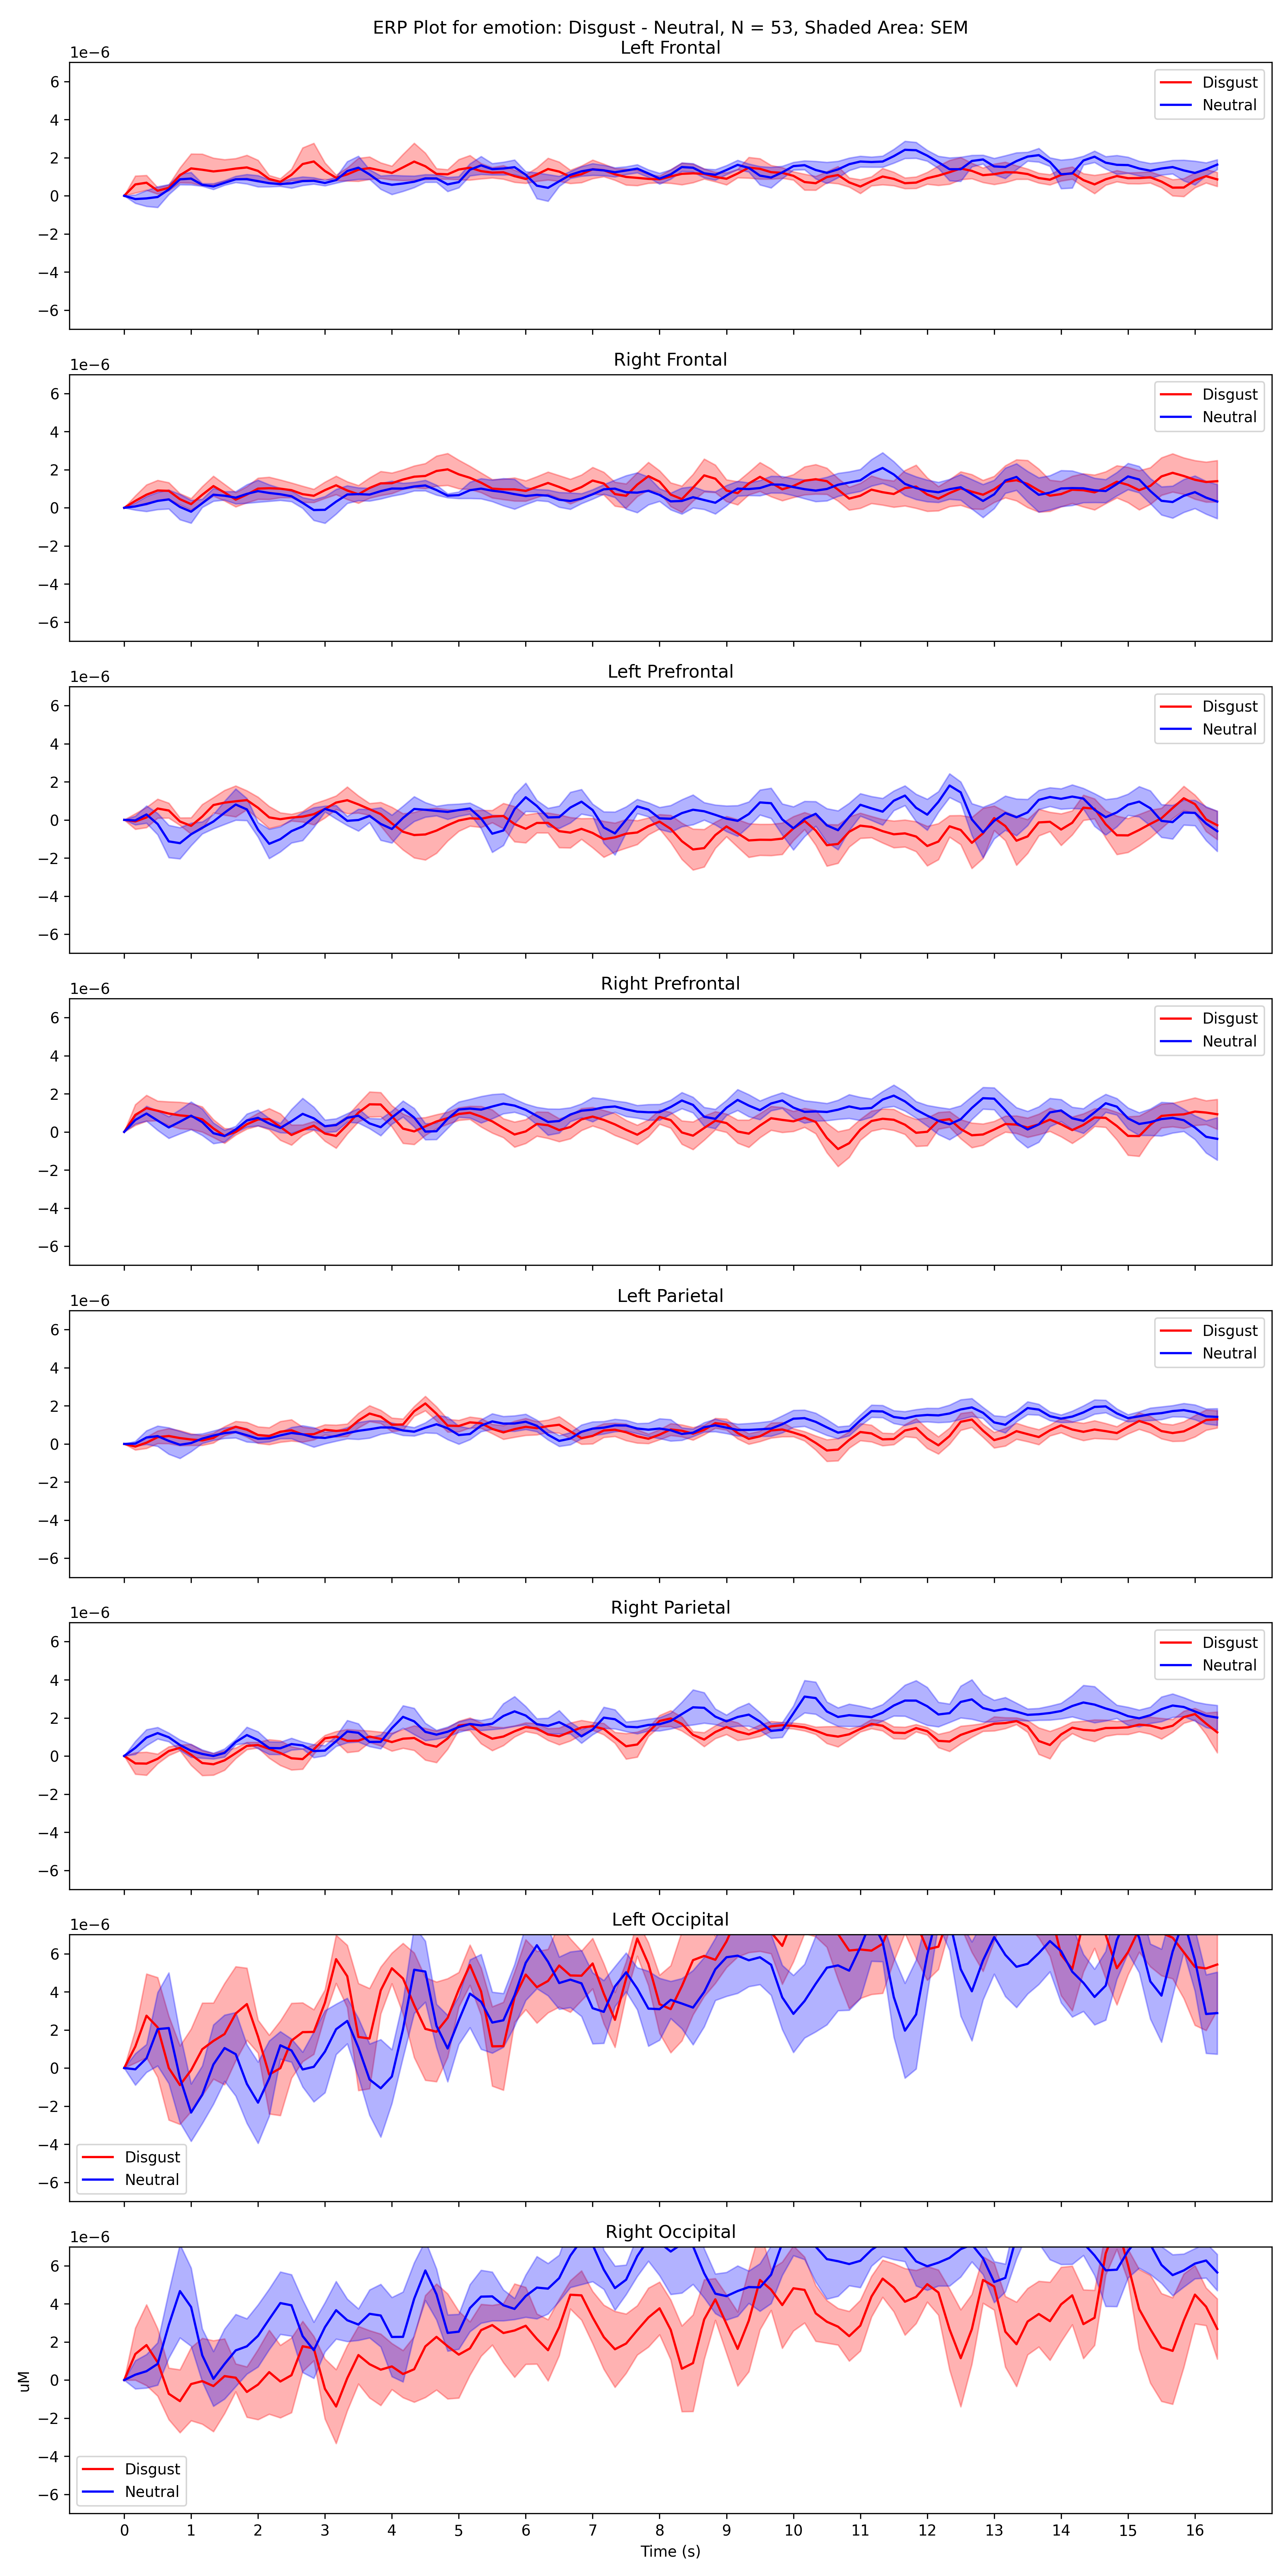 ERP Plot for emotion: Disgust - Neutral, N = 53, Shaded Area: SEM
Left Frontal
1e−6
6
4
2
0
−2
−4
−6
Disgust
Neutral
Right Frontal
1e−6
6
4
2
0
−2
−4
−6
Disgust
Neutral
Left Prefrontal
1e−6
6
4
2
0
−2
−4
−6
Disgust
Neutral
Right Prefrontal
1e−6
6
4
2
0
−2
−4
−6
Disgust
Neutral
Left Parietal
1e−6
6
4
2
0
−2
−4
−6
Disgust
Neutral
Right Parietal
1e−6
6
4
2
0
−2
−4
−6
Disgust
Neutral
Left Occipital
1e−6
6
4
2
0
−2
−4
−6
Disgust
Neutral
Right Occipital
1e−6
6
4
2
0
−2
−4
−6
uM
Disgust
Neutral
0 1 2 3 4 5 6 7 8 9 10 11 12 13 14 15 16
Time (s)